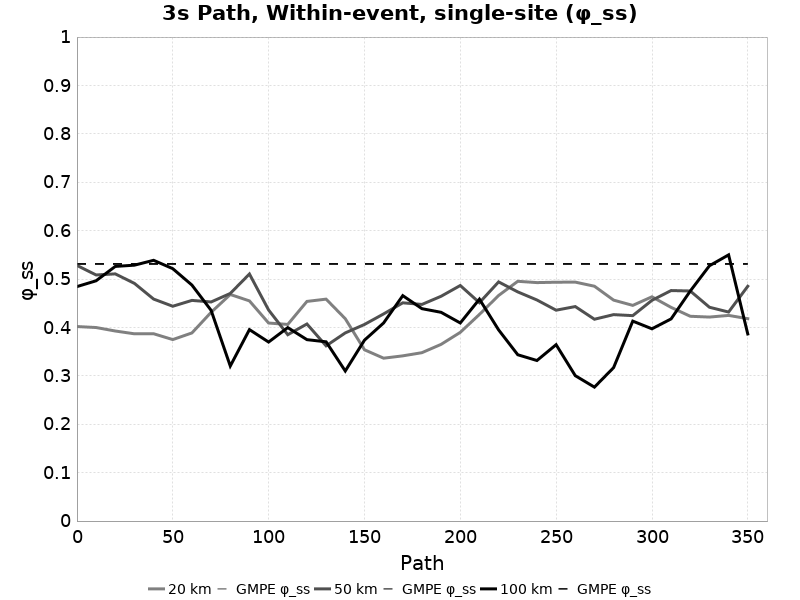 3s Path, Within-event, single-site (φ_ss)
1
0.9
0.8
0.7
0.6
0.5
0.4
0.3
0.2
0.1
0
φ_ss
0 50 100 150 200 250 300 350
Path
20 km GMPE φ_ss 50 km GMPE φ_ss 100 km GMPE φ_ss